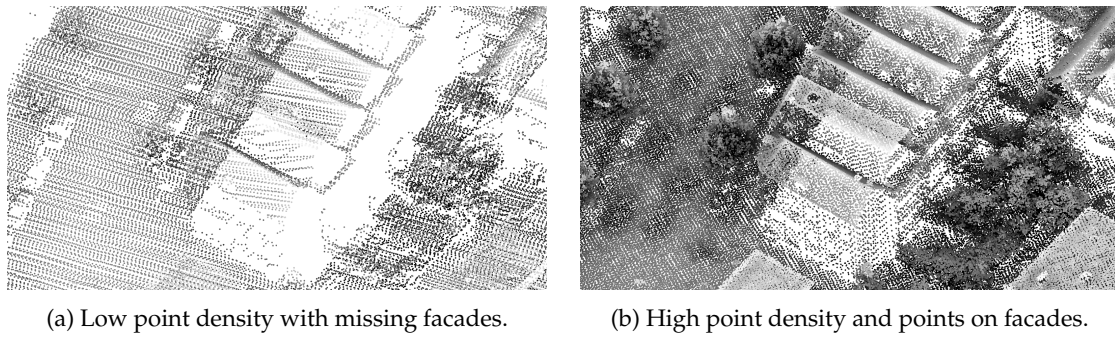 (a) Low point density with missing facades.
(b) High point density and points on facades.